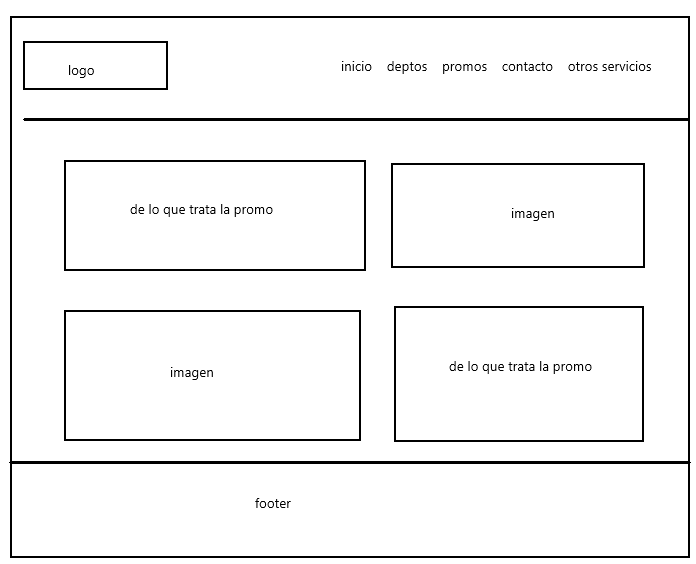 logo
inicio deptos promos contacto otros servicios
de lo que trata la promo
imagen
imagen
de lo que trata la promo
footer